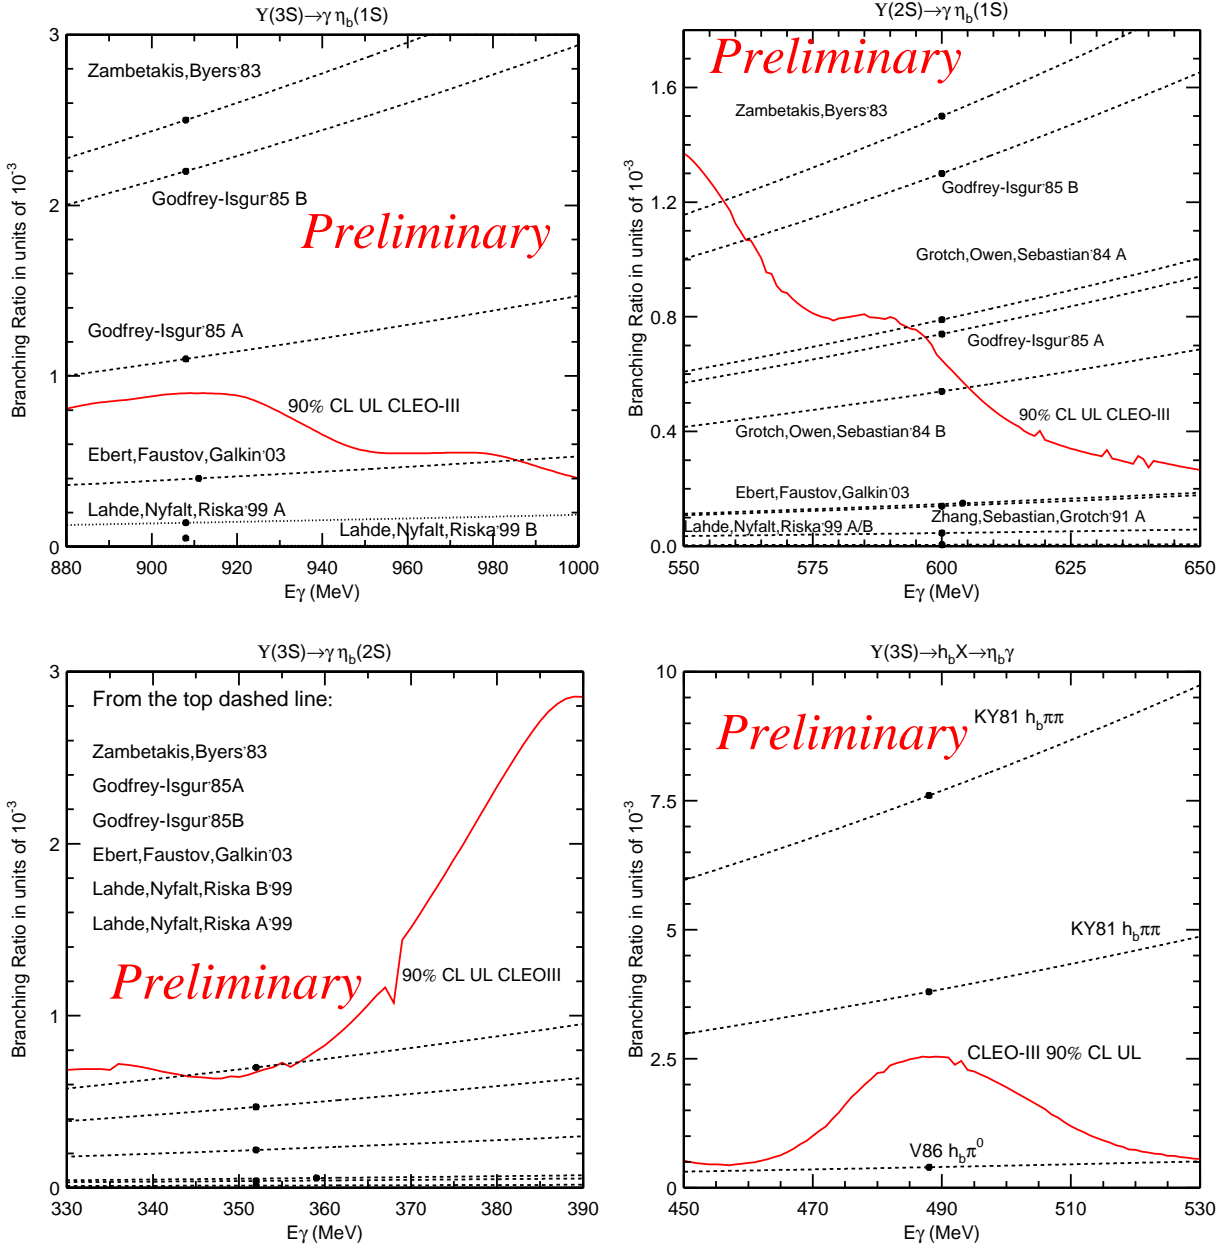 ϒ(3S)→γ η_b(1S)
3
2
1
0
880
900
920
940
960
980
1000
Branching Ratio in units of 10^-3
Eγ (MeV)
Zambetakis,Byers'83
Godfrey-Isgur'85 B
Preliminary
Godfrey-Isgur'85 A
90% CL UL CLEO-III
Ebert,Faustov,Galkin'03
Lahde,Nyfalt,Riska'99 A
Lahde,Nyfalt,Riska'99 B
ϒ(2S)→γ η_b(1S)
1.6
1.2
0.8
0.4
0.0
550
575
600
625
650
Branching Ratio in units of 10^-3
Eγ (MeV)
Preliminary
Zambetakis,Byers'83
Godfrey-Isgur'85 B
Grotch,Owen,Sebastian'84 A
Godfrey-Isgur'85 A
90% CL UL CLEO-III
Grotch,Owen,Sebastian'84 B
Ebert,Faustov,Galkin'03
Zhang,Sebastian,Grotch'91 A
Lahde,Nyfalt,Riska'99 A/B
ϒ(3S)→γ η_b(2S)
3
2
1
0
330
340
350
360
370
380
390
Branching Ratio in units of 10^-3
Eγ (MeV)
From the top dashed line:
Zambetakis,Byers'83
Godfrey-Isgur'85A
Godfrey-Isgur'85B
Ebert,Faustov,Galkin'03
Lahde,Nyfalt,Riska B'99
Lahde,Nyfalt,Riska A'99
Preliminary
90% CL UL CLEOIII
ϒ(3S)→h_bX→η_bγ
10
7.5
5
2.5
0
450
470
490
510
530
Branching Ratio in units of 10^-3
Eγ (MeV)
Preliminary
KY81 h_bππ
KY81 h_bππ
CLEO-III 90% CL UL
V86 h_bπ^0